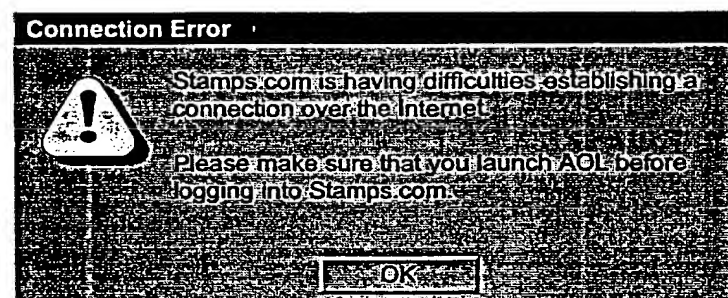 Connection Error
Stamps.com is having difficulties establishing a
connection over the Internet.
Please make sure that you launch AOL before
logging into Stamps.com.
OK